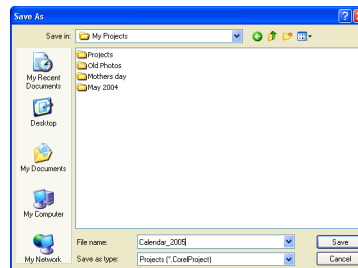 Save As
Save in: My Projects
Projects
Old Photos
Mothers day
May 2004
My Recent
Documents
Desktop
My Documents
My Computer
My Network
File name: Calendar_2005 Save
Save as type: Projects (*.CorelProject) Cancel